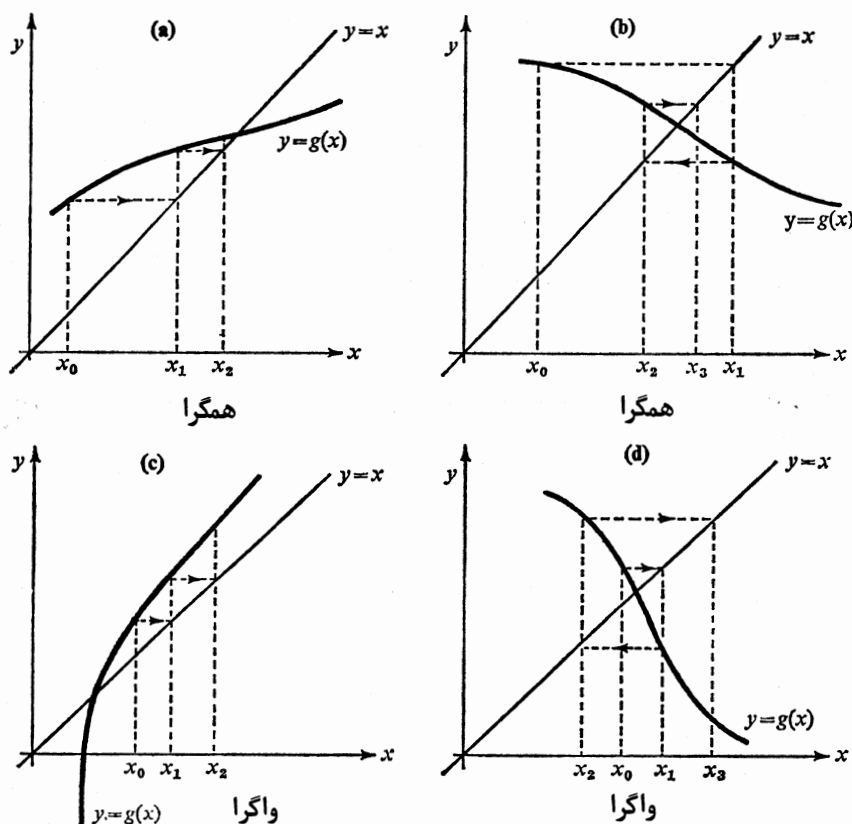 (a)
y
y=x
y=g(x)
x₀ x₁ x₂ x
همگرا
(b)
y
y=x
y=g(x)
x₀ x₂ x₃ x₁ x
همگرا
(c)
y
y=x
x₀ x₁ x₂ x
y=g(x)
واگرا
(d)
y
y=x
y=g(x)
x₂ x₀ x₁ x₃ x
واگرا